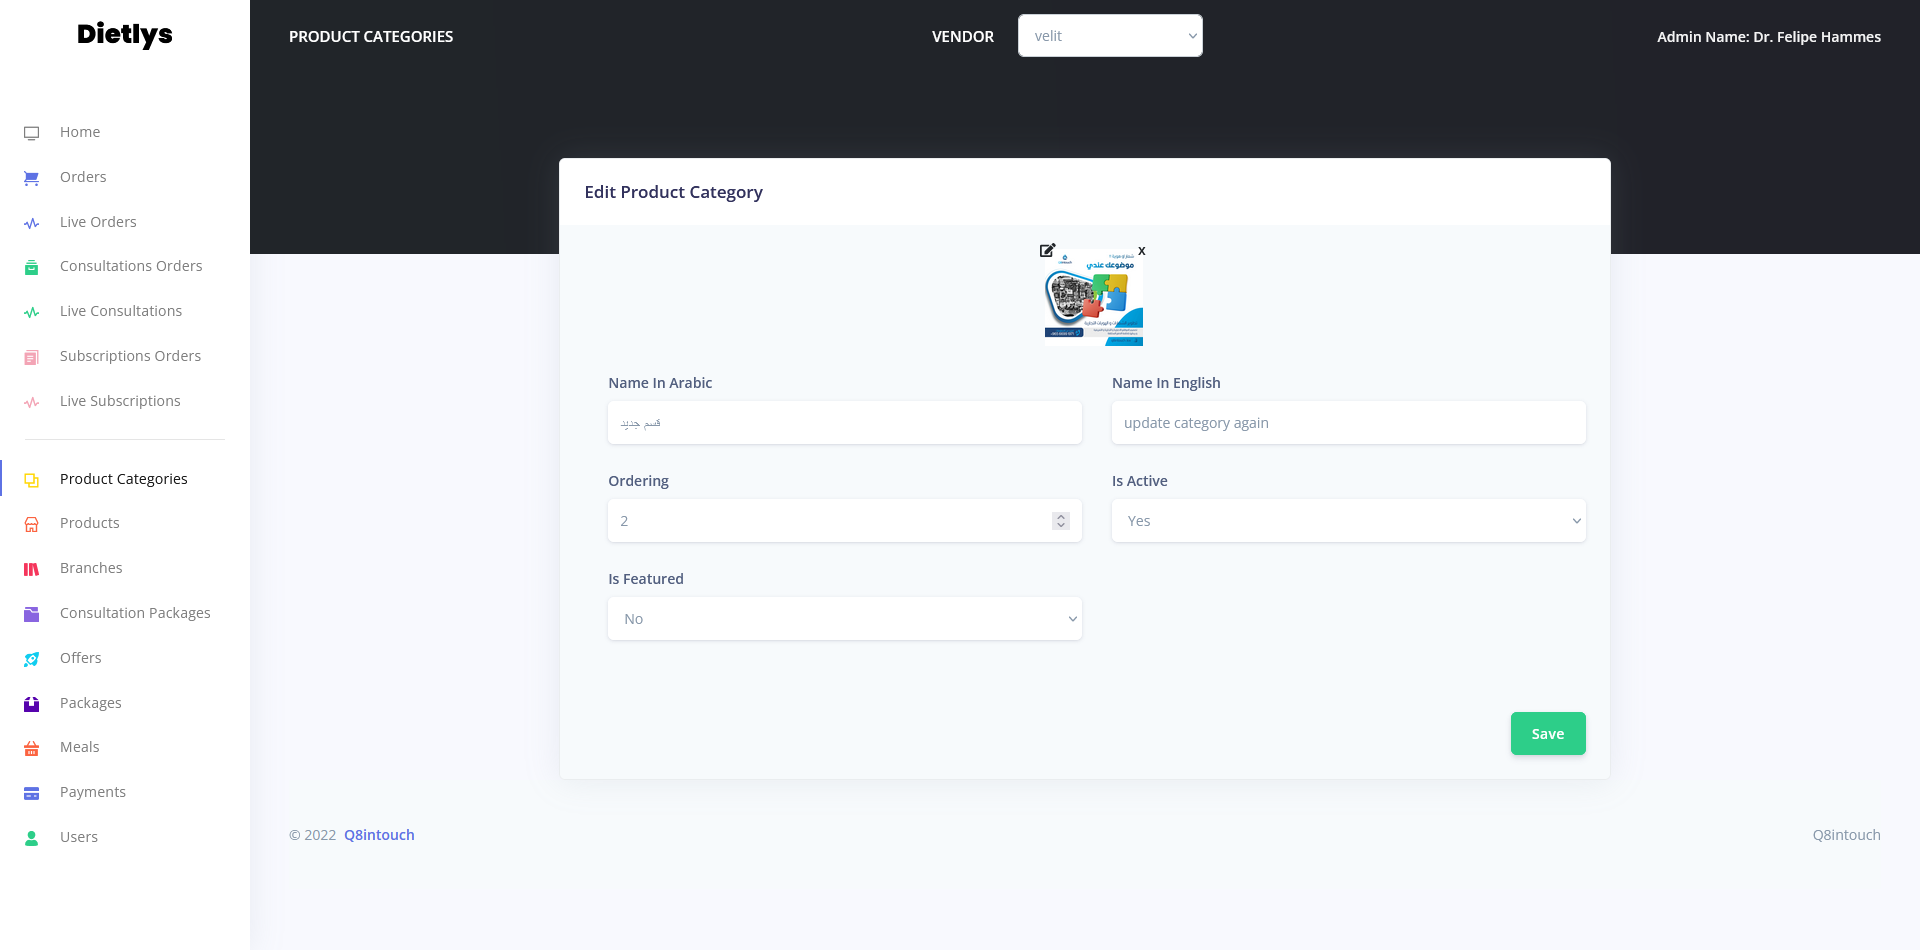 Dietlys
PRODUCT CATEGORIES
VENDOR
velit
Admin Name: Dr. Felipe Hammes
Home
Orders
Live Orders
Consultations Orders
Live Consultations
Subscriptions Orders
Live Subscriptions
Product Categories
Products
Branches
Consultation Packages
Offers
Packages
Meals
Payments
Users
Edit Product Category
x
موضوعك عندي
Name In Arabic
قسم جديد
Name In English
update category again
Ordering
2
Is Active
Yes
Is Featured
No
Save
© 2022 Q8intouch
Q8intouch